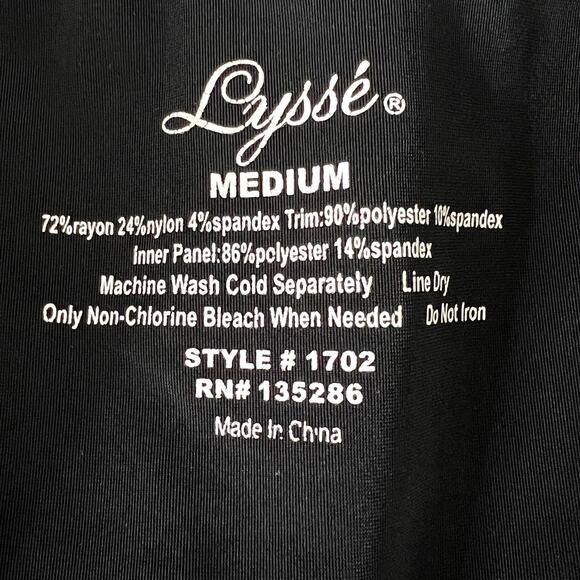 Lyssé®
MEDIUM
72%rayon 24%nylon 4%spandex Trim:90%polyester 10%spandex
Inner Panel:86%polyester 14%spandex
Machine Wash Cold Separately Line Dry
Only Non-Chlorine Bleach When Needed Do Not Iron
STYLE # 1702
RN# 135286
Made In China